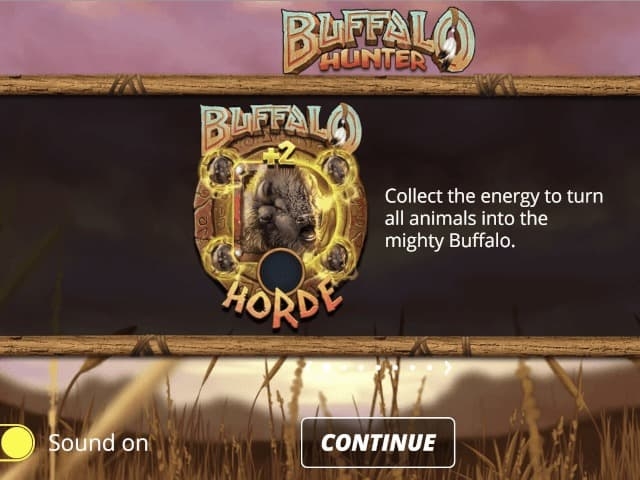 BUFFALO
HUNTER
BUFFALO
+2
HORDE
Collect the energy to turn
all animals into the
mighty Buffalo.
Sound on
CONTINUE